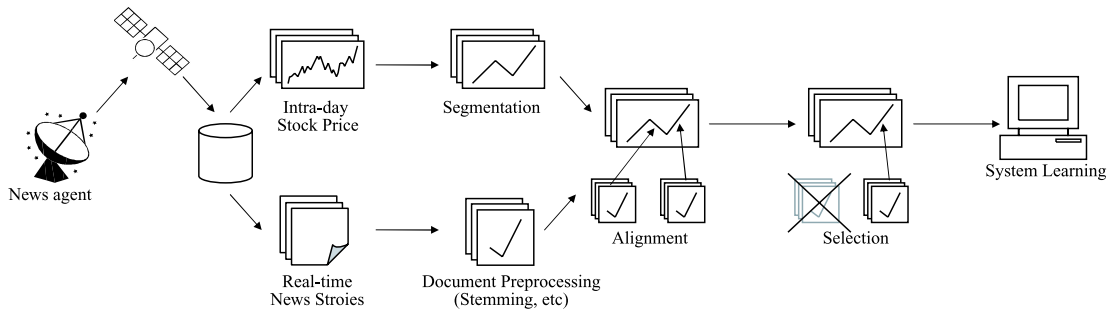 News agent
Intra-day
Stock Price
Segmentation
Real-time
News Stroies
Document Preprocessing
(Stemming, etc)
Alignment
Selection
System Learning